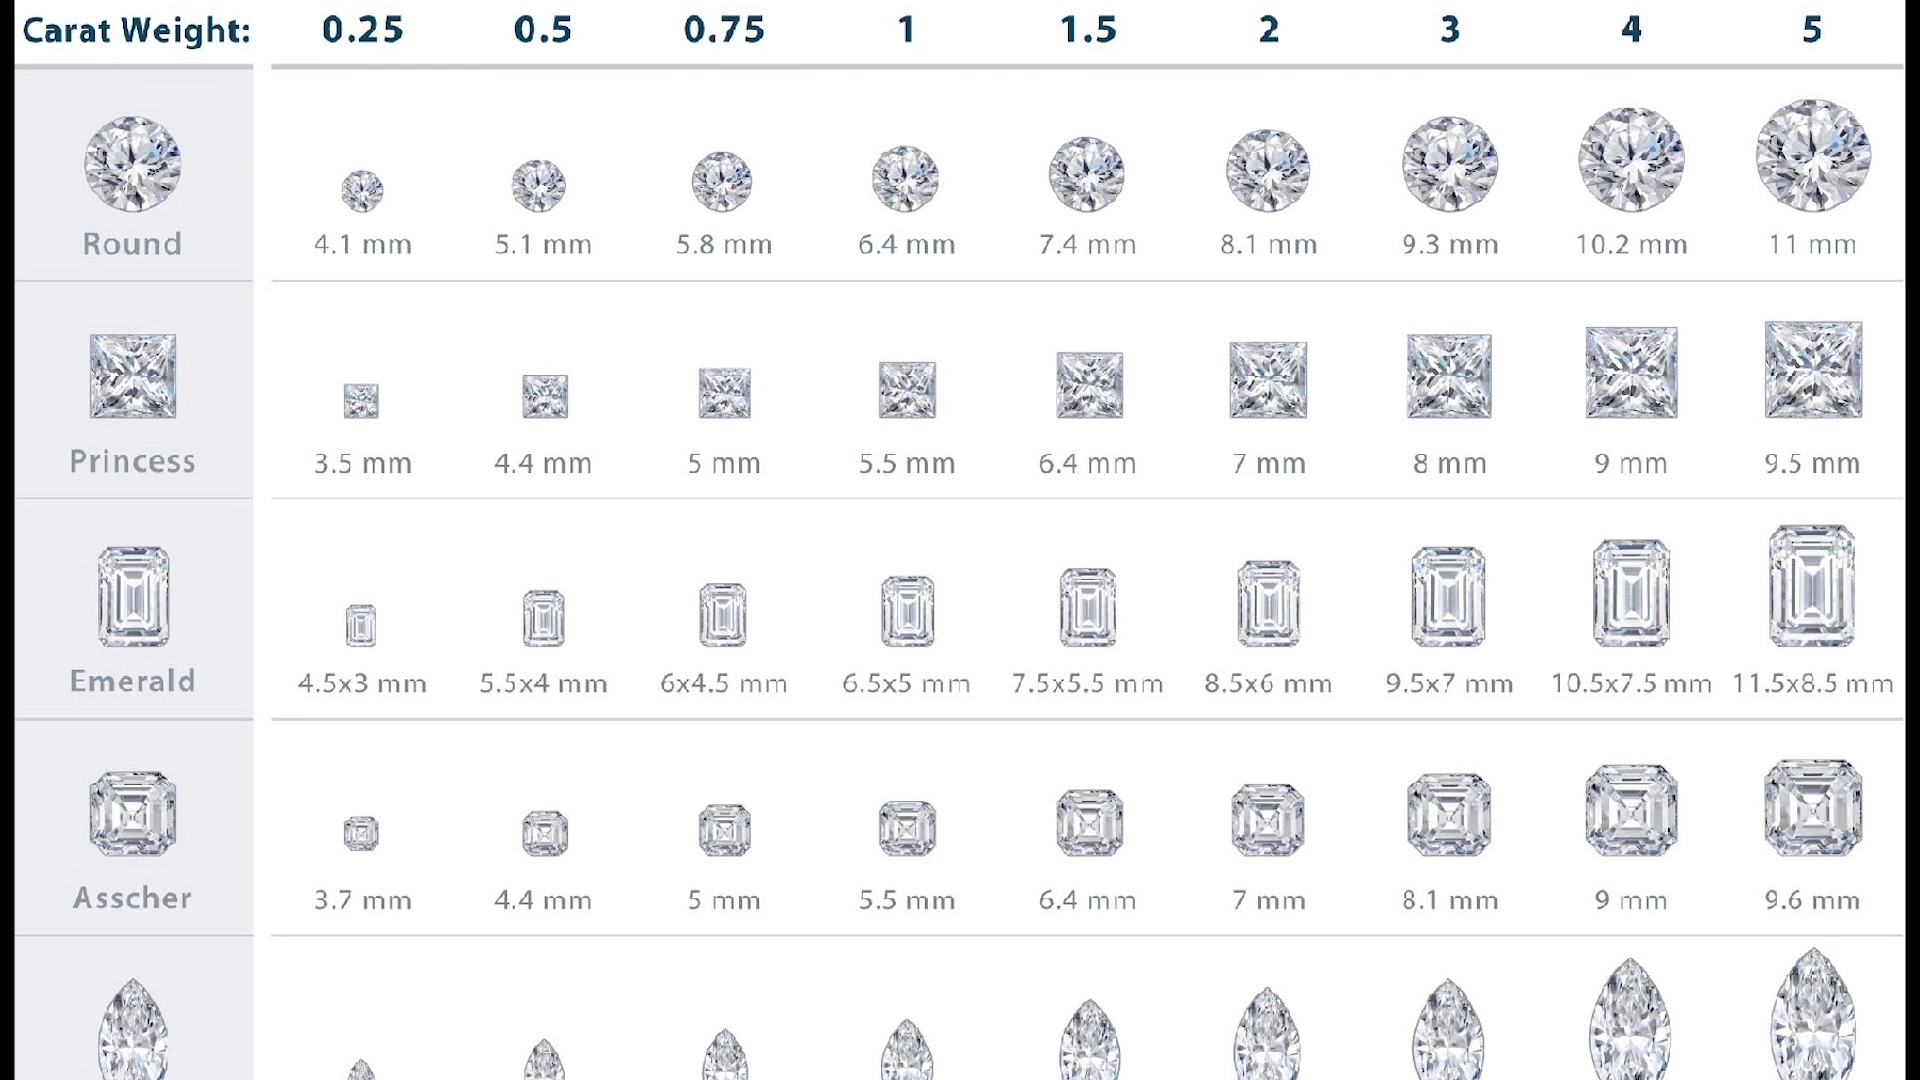 Carat Weight: 0.25 0.5 0.75 1 1.5 2 3 4 5
4.1 mm 5.1 mm 5.8 mm 6.4 mm 7.4 mm 8.1 mm 9.3 mm 10.2 mm 11 mm
Round
3.5 mm 4.4 mm 5 mm 5.5 mm 6.4 mm 7 mm 8 mm 9 mm 9.5 mm
Princess
4.5x3 mm 5.5x4 mm 6x4.5 mm 6.5x5 mm 7.5x5.5 mm 8.5x6 mm 9.5x7 mm 10.5x7.5 mm 11.5x8.5 mm
Emerald
3.7 mm 4.4 mm 5 mm 5.5 mm 6.4 mm 7 mm 8.1 mm 9 mm 9.6 mm
Asscher